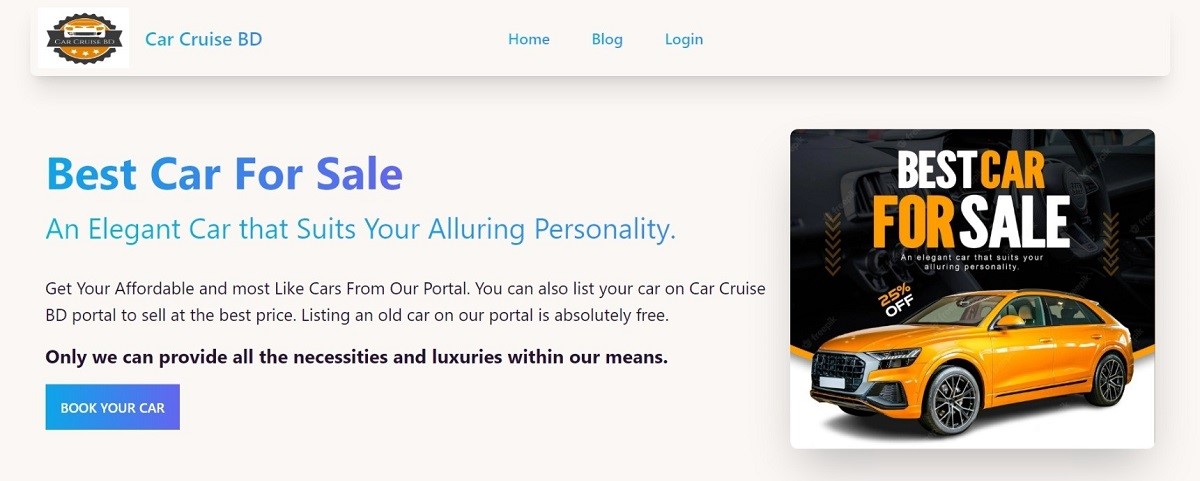 CAR CRUISE BD
Car Cruise BD
Home
Blog
Login
Best Car For Sale
An Elegant Car that Suits Your Alluring Personality.
Get Your Affordable and most Like Cars From Our Portal. You can also list your car on Car Cruise
BD portal to sell at the best price. Listing an old car on our portal is absolutely free.
Only we can provide all the necessities and luxuries within our means.
BOOK YOUR CAR
BEST CAR
FOR SALE
An elegant car that suits your
alluring personality.
25%
OFF